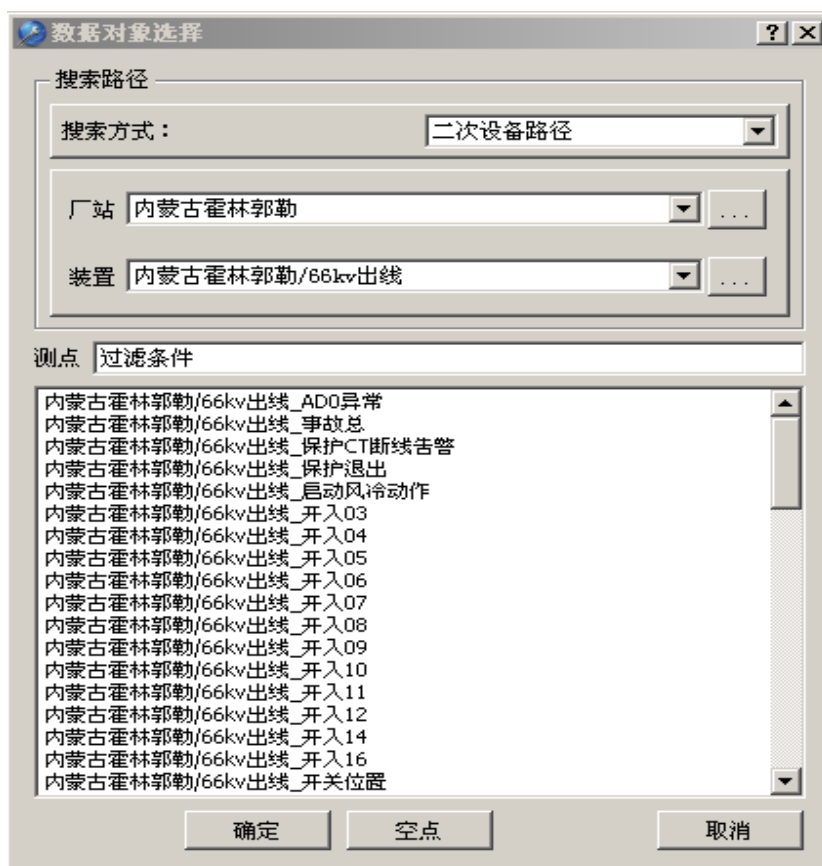 数据对象选择
搜索路径
搜索方式：
二次设备路径
厂站 内蒙古霍林郭勒 ...
装置 内蒙古霍林郭勒/66kv出线 ...
测点 过滤条件
内蒙古霍林郭勒/66kv出线_AD0异常
内蒙古霍林郭勒/66kv出线_事故总
内蒙古霍林郭勒/66kv出线_保护CT断线告警
内蒙古霍林郭勒/66kv出线_保护退出
内蒙古霍林郭勒/66kv出线_启动风冷动作
内蒙古霍林郭勒/66kv出线_开入03
内蒙古霍林郭勒/66kv出线_开入04
内蒙古霍林郭勒/66kv出线_开入05
内蒙古霍林郭勒/66kv出线_开入06
内蒙古霍林郭勒/66kv出线_开入07
内蒙古霍林郭勒/66kv出线_开入08
内蒙古霍林郭勒/66kv出线_开入09
内蒙古霍林郭勒/66kv出线_开入10
内蒙古霍林郭勒/66kv出线_开入11
内蒙古霍林郭勒/66kv出线_开入12
内蒙古霍林郭勒/66kv出线_开入14
内蒙古霍林郭勒/66kv出线_开入16
内蒙古霍林郭勒/66kv出线_开关位置
确定 空点 取消